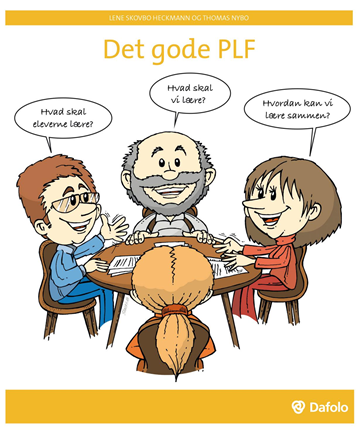 LENE SKOVBO HECKMANN OG THOMAS NYBO
Det gode PLF
Hvad skal
eleverne lære?
Hvad skal
vi lære?
Hvordan kan vi
lære sammen?
Dafolo